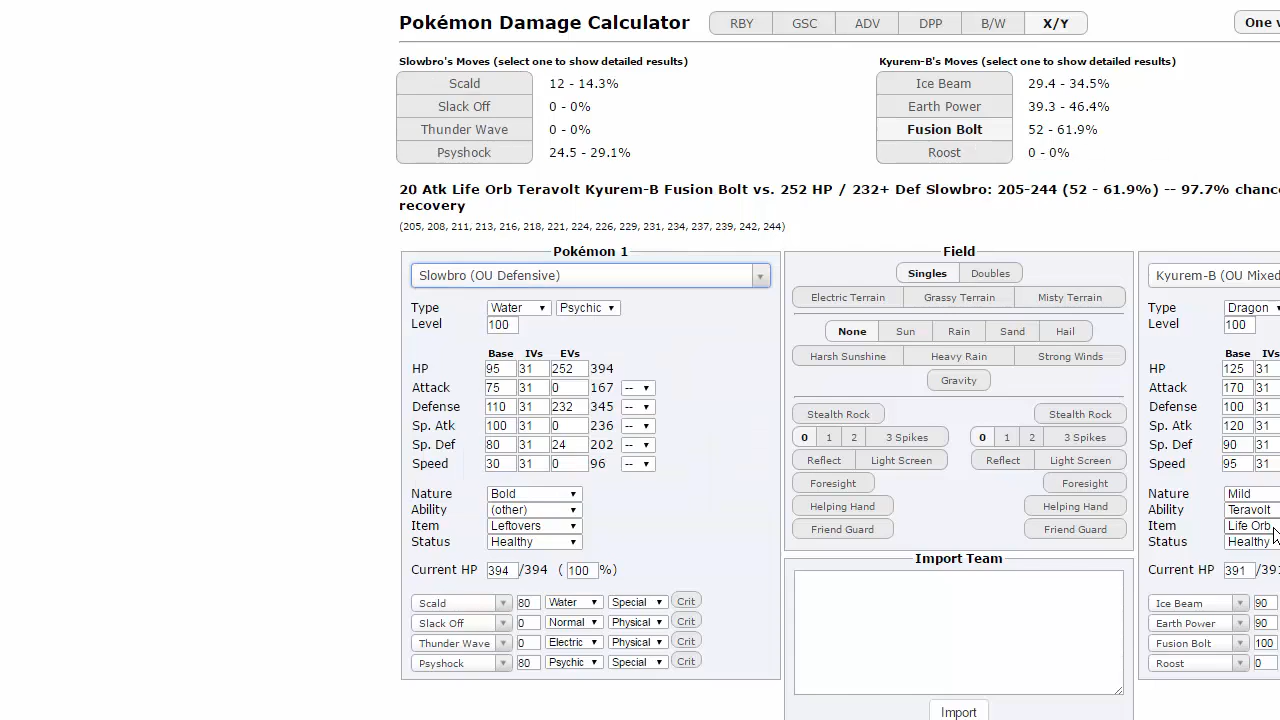 Pokémon Damage Calculator RBY GSC ADV DPP B/W X/Y One v
Slowbro's Moves (select one to show detailed results) Kyurem-B's Moves (select one to show detailed results)
Scald 12 - 14.3% Ice Beam 29.4 - 34.5%
Slack Off 0 - 0% Earth Power 39.3 - 46.4%
Thunder Wave 0 - 0% Fusion Bolt 52 - 61.9%
Psyshock 24.5 - 29.1% Roost 0 - 0%
20 Atk Life Orb Teravolt Kyurem-B Fusion Bolt vs. 252 HP / 232+ Def Slowbro: 205-244 (52 - 61.9%) -- 97.7% chance
recovery
(205, 208, 211, 213, 216, 218, 221, 224, 226, 229, 231, 234, 237, 239, 242, 244)
Pokémon 1 Field
Slowbro (OU Defensive) Singles Doubles Kyurem-B (OU Mixed
Electric Terrain Grassy Terrain Misty Terrain
Type Water Psychic Type Dragon
Level 100 Level 100
None Sun Rain Sand Hail
Base IVs EVs Harsh Sunshine Heavy Rain Strong Winds Base IVs
HP 95 31 252 394 HP 125 31
Gravity
Attack 75 31 0 167 -- Attack 170 31
Defense 110 31 232 345 -- Stealth Rock Stealth Rock Defense 100 31
Sp. Atk 100 31 0 236 -- 0 1 2 3 Spikes 0 1 2 3 Spikes Sp. Atk 120 31
Sp. Def 80 31 24 202 -- Reflect Light Screen Reflect Light Screen Sp. Def 90 31
Speed 30 31 0 96 -- Speed 95 31
Foresight Foresight
Nature Bold Helping Hand Helping Hand Nature Mild
Ability (other) Ability Teravolt
Item Leftovers Friend Guard Friend Guard Item Life Orb
Status Healthy Status Healthy
Import Team
Current HP 394 /394 ( 100 %) Current HP 391 /391
Scald 80 Water Special Crit Ice Beam 90
Slack Off 0 Normal Physical Crit Earth Power 90
Thunder Wave 0 Electric Physical Crit Fusion Bolt 100
Psyshock 80 Psychic Special Crit Roost 0
Import